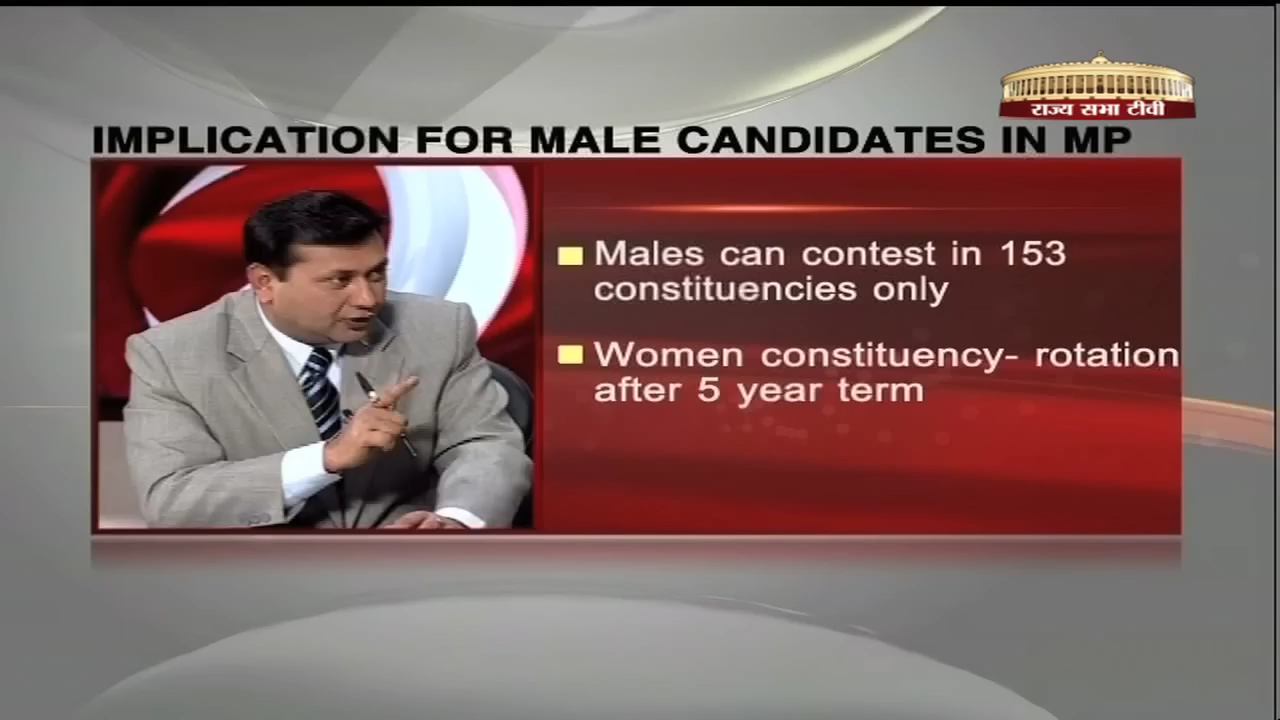 राज्य सभा टीवी
IMPLICATION FOR MALE CANDIDATES IN MP
Males can contest in 153
constituencies only
Women constituency- rotation
after 5 year term